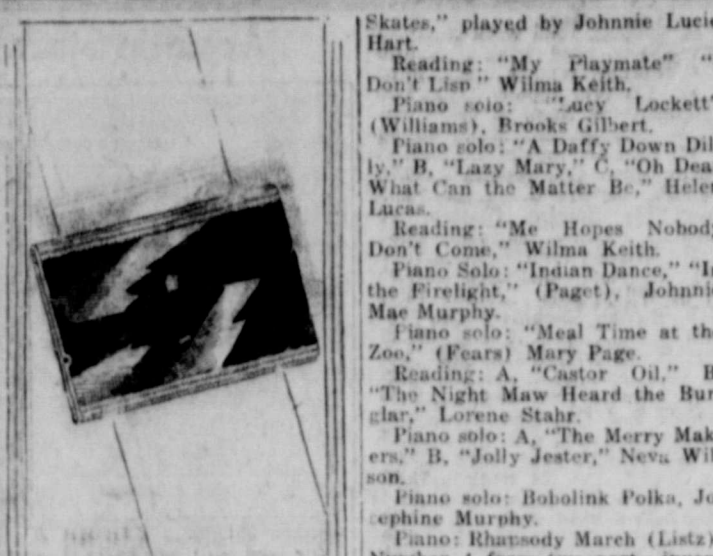 Skates," played by Johnnie Lucie
Hart.
Reading: "My Playmate" "
Don't Lisp" Wilma Keith.
Piano solo: "Lucy Lockett"
(Williams), Brooks Gilbert.
Piano solo: "A Daffy Down Dil
ly," B, "Lazy Mary," C, "Oh Dea
What Can the Matter Be," Helen
Lucas.
Reading: "Me Hopes Nobody
Don't Come," Wilma Keith.
Piano Solo: "Indian Dance," "In
the Firelight," (Paget), Johnnie
Mae Murphy.
Piano solo: "Meal Time at the
Zoo," (Fears) Mary Page.
Reading: A, "Castor Oil," B
"The Night Maw Heard the Bur
glar," Lorene Stahr.
Piano solo: A, "The Merry Mak
ers," B, "Jolly Jester," Neva Wil
son.
Piano solo: Bobolink Polka, Jo
sephine Murphy.
Piano: Rhapsody March (Listz)